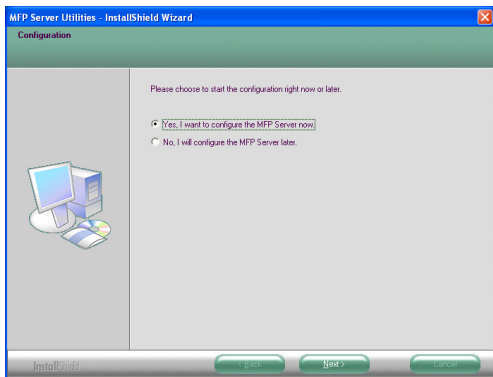 MFP Server Utilities - InstallShield Wizard
Configuration
Please choose to start the configuration right now or later.
Yes, I want to configure the MFP Server now.
No, I will configure the MFP Server later.
InstallShield
< Back
Next >
Cancel